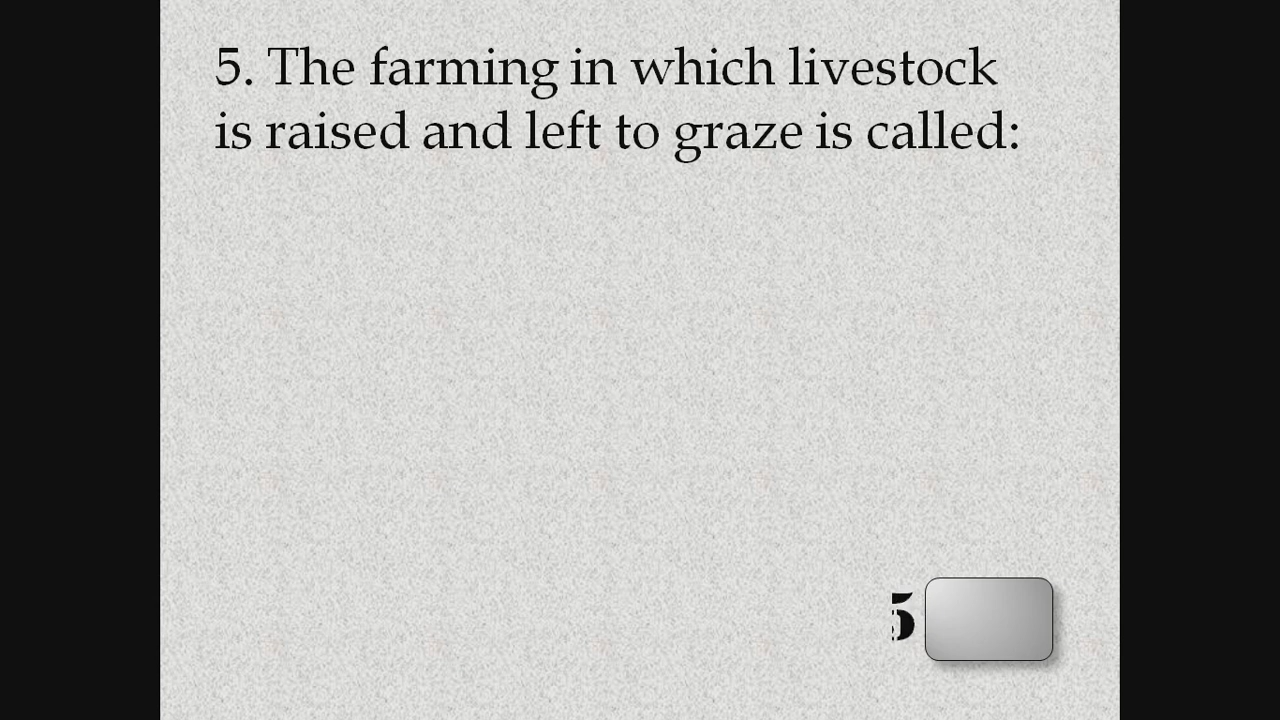 5. The farming in which livestock
is raised and left to graze is called:
5